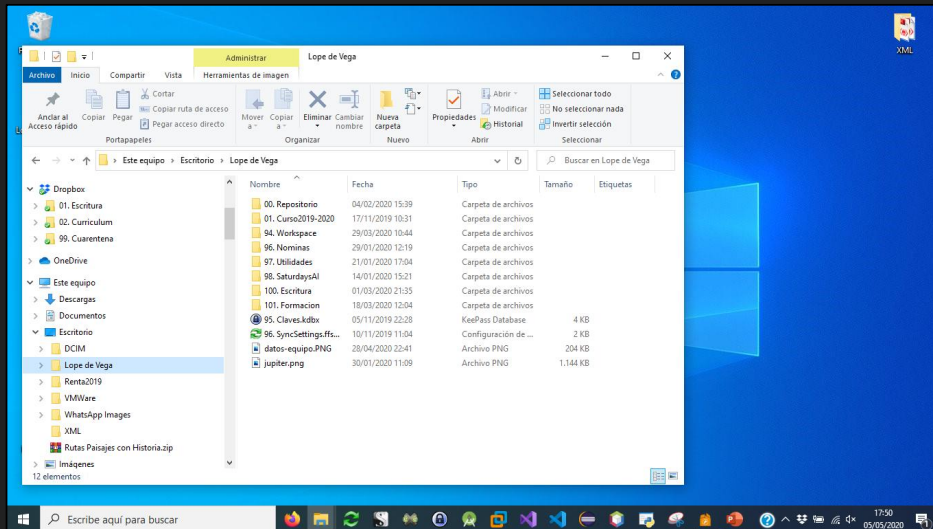 XML
Administrar Lope de Vega
Archivo Inicio Compartir Vista Herramientas de imagen
Anclar al Acceso rápido
Copiar
Pegar
Cortar
Copiar ruta de acceso
Pegar acceso directo
Portapapeles
Mover a
Copiar a
Eliminar
Cambiar nombre
Organizar
Nueva carpeta
Nuevo
Propiedades
Abrir
Modificar
Historial
Abrir
Seleccionar todo
No seleccionar nada
Invertir selección
Seleccionar
Este equipo > Escritorio > Lope de Vega
Buscar en Lope de Vega
Dropbox
01. Escritura
02. Curriculum
99. Cuarentena
OneDrive
Este equipo
Descargas
Documentos
Escritorio
DCIM
Lope de Vega
Renta2019
VMWare
WhatsApp Images
XML
Rutas Paisajes con Historia.zip
Imágenes
Nombre Fecha Tipo Tamaño Etiquetas
00. Repositorio 04/02/2020 15:39 Carpeta de archivos
01. Curso2019-2020 17/11/2019 10:31 Carpeta de archivos
94. Workspace 29/03/2020 10:44 Carpeta de archivos
96. Nominas 29/01/2020 12:19 Carpeta de archivos
97. Utilidades 21/01/2020 17:04 Carpeta de archivos
98. SaturdaysAI 14/01/2020 15:21 Carpeta de archivos
100. Escritura 01/03/2020 21:35 Carpeta de archivos
101. Formacion 18/03/2020 12:04 Carpeta de archivos
95. Claves.kdbx 05/11/2019 22:28 KeePass Database 4 KB
96. SyncSettings.ffs... 10/11/2019 11:04 Configuración de ... 2 KB
datos-equipo.PNG 28/04/2020 22:41 Archivo PNG 204 KB
jupiter.png 30/01/2020 11:09 Archivo PNG 1.144 KB
12 elementos
Escribe aquí para buscar
17:50
05/05/2020